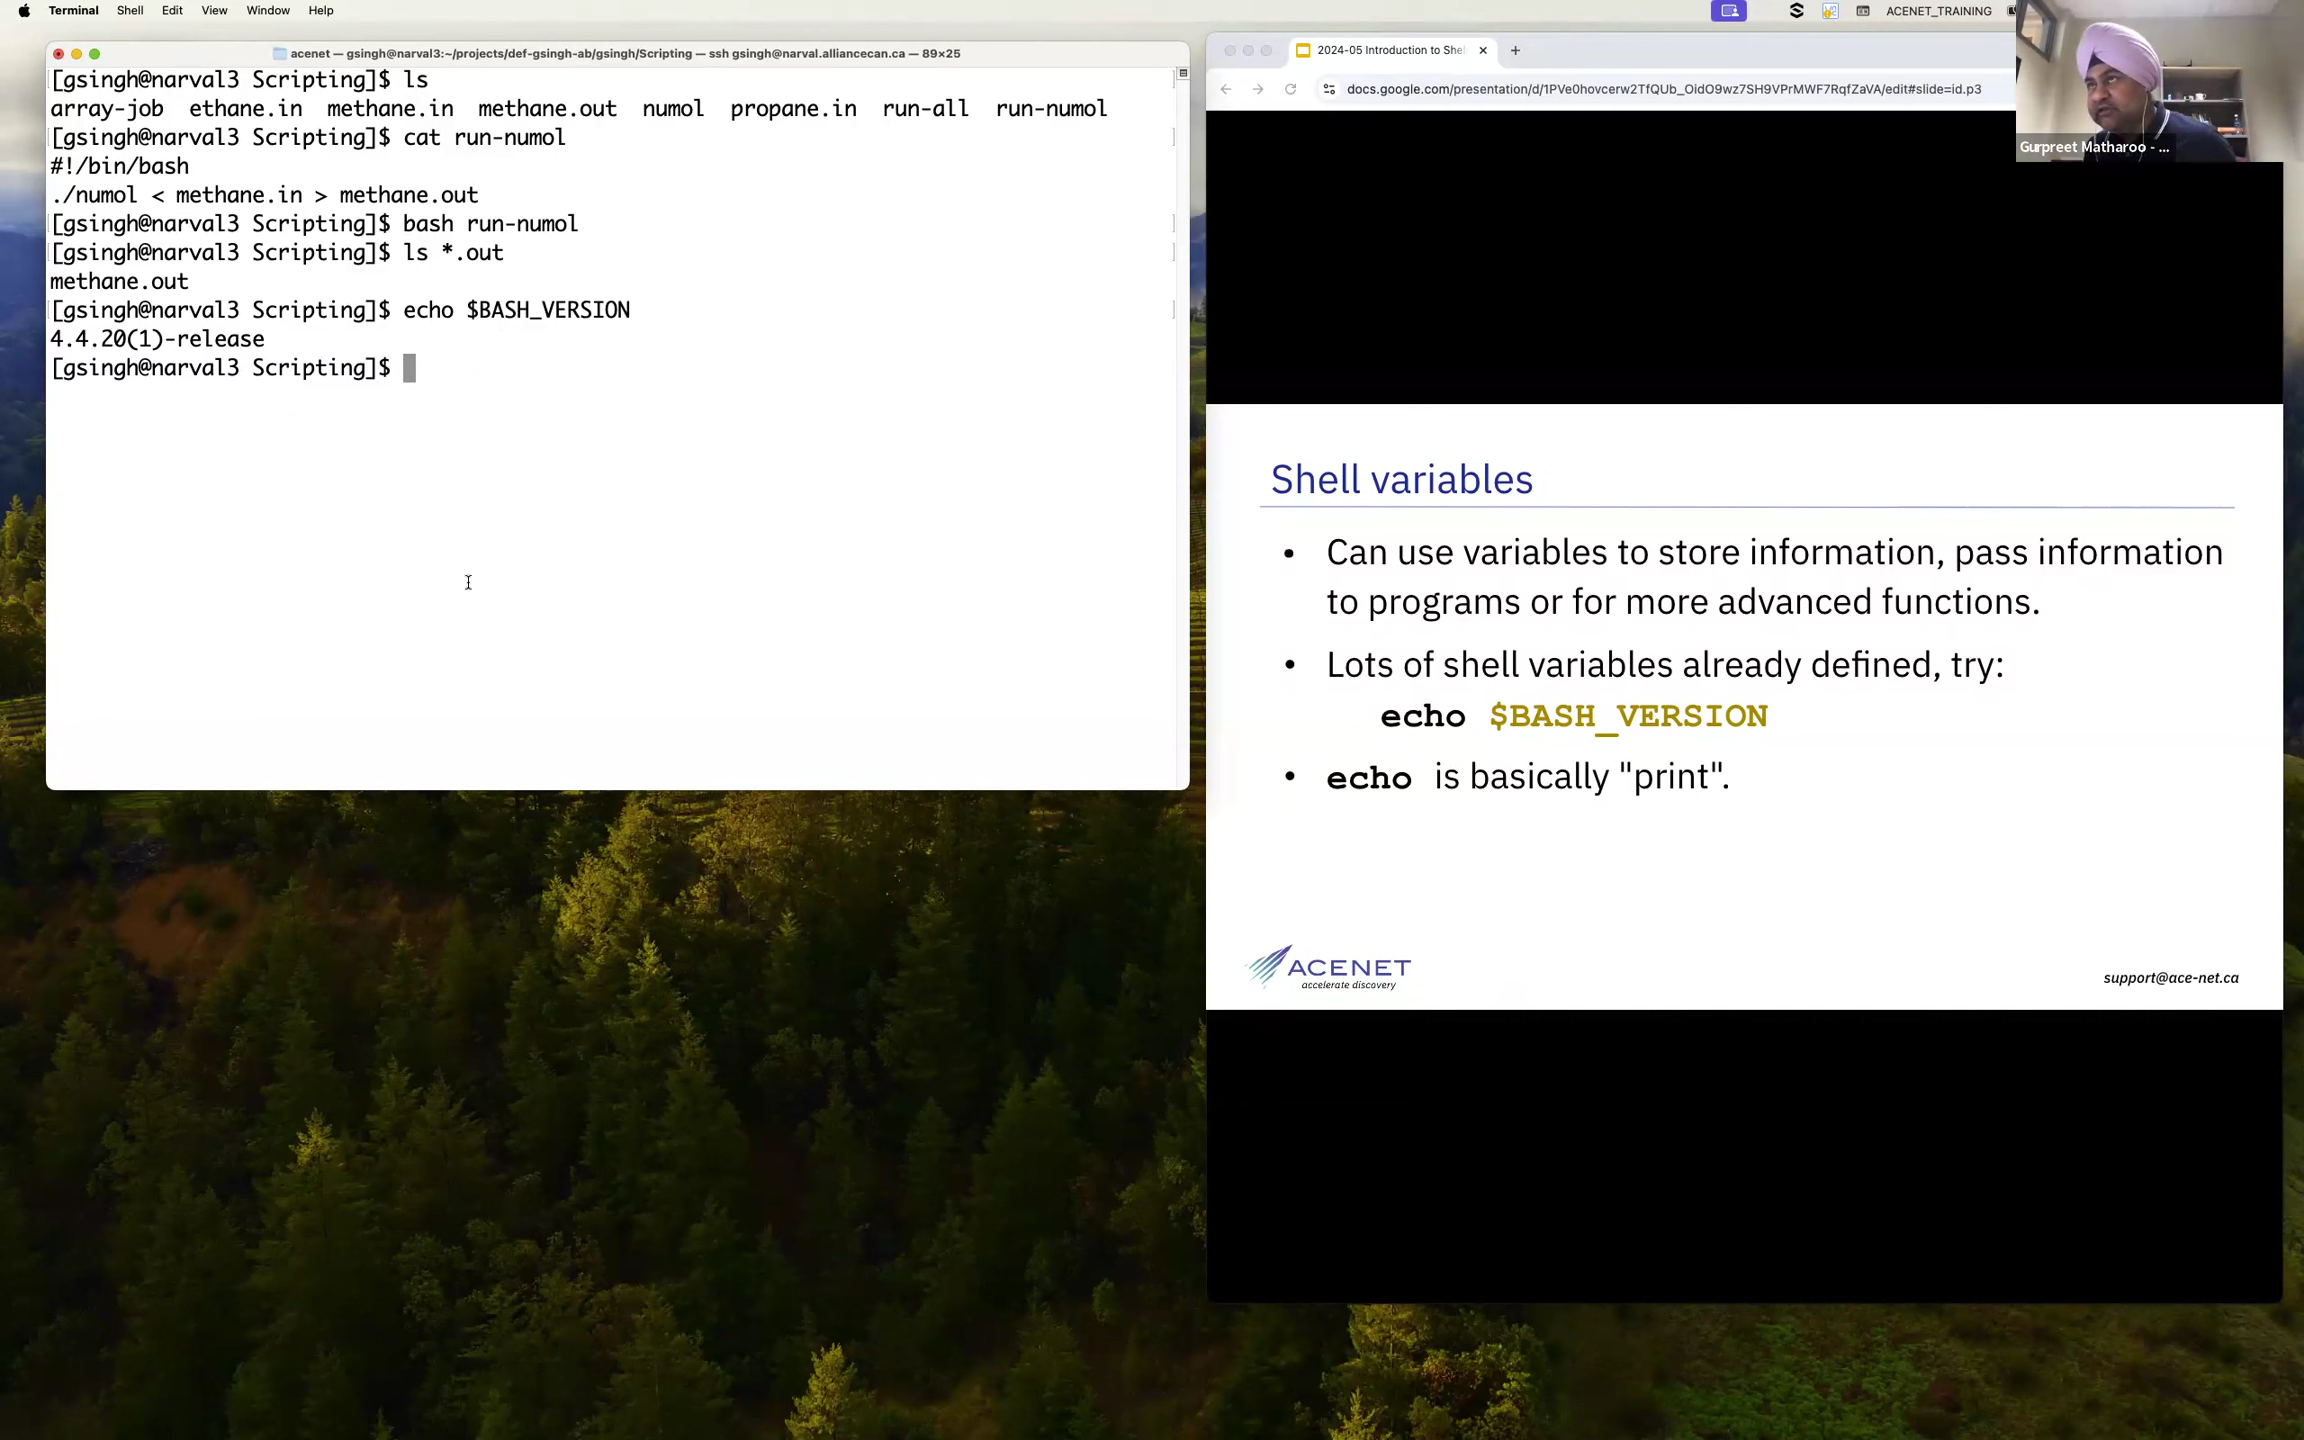 Terminal Shell Edit View Window Help
ACENET_TRAINING
acenet — gsingh@narval3:~/projects/def-gsingh-ab/gsingh/Scripting — ssh gsingh@narval.alliancecan.ca — 89×25
[gsingh@narval3 Scripting]$ ls
array-job ethane.in methane.in methane.out numol propane.in run-all run-numol
[gsingh@narval3 Scripting]$ cat run-numol
#!/bin/bash
./numol < methane.in > methane.out
[gsingh@narval3 Scripting]$ bash run-numol
[gsingh@narval3 Scripting]$ ls *.out
methane.out
[gsingh@narval3 Scripting]$ echo $BASH_VERSION
4.4.20(1)-release
[gsingh@narval3 Scripting]$
2024-05 Introduction to She
docs.google.com/presentation/d/1PVe0hovcerw2TfQUb_OidO9wz7SH9VPrMWF7RqfZaVA/edit#slide=id.p3
Gurpreet Matharoo - ...
Shell variables
• Can use variables to store information, pass information
to programs or for more advanced functions.
• Lots of shell variables already defined, try:
echo $BASH_VERSION
• echo is basically "print".
ACENET
accelerate discovery
support@ace-net.ca